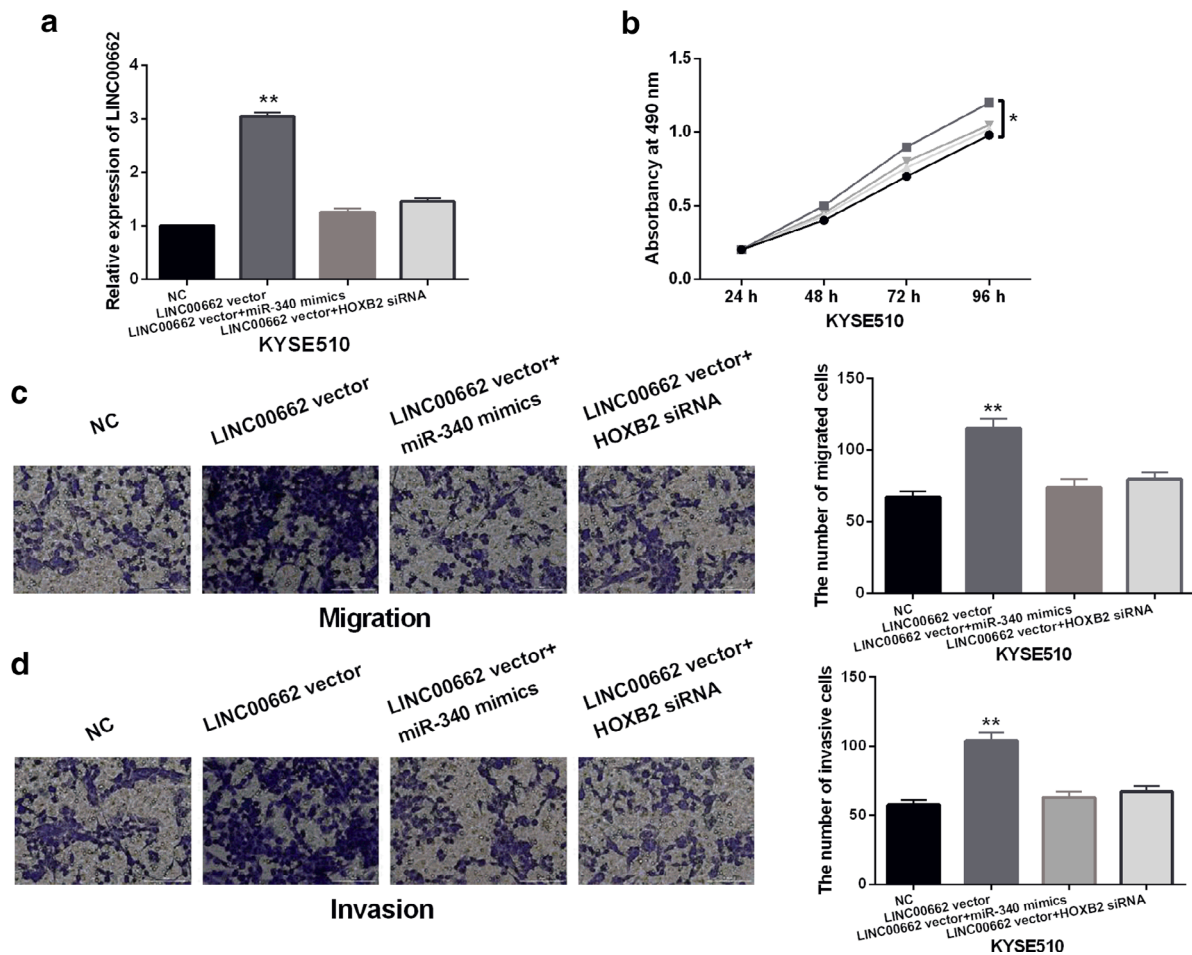 a
Relative expression of LINC00662
4
3
2
1
0
**
NC
LINC00662 vector
LINC00662 vector+miR-340 mimics
LINC00662 vector+HOXB2 siRNA
KYSE510
b
Absorbancy at 490 nm
1.5
1.0
0.5
0.0
*
24 h 48 h 72 h 96 h
KYSE510
c
NC
LINC00662 vector
LINC00662 vector+
miR-340 mimics
LINC00662 vector+
HOXB2 siRNA
Migration
The number of migrated cells
150
100
50
0
**
NC
LINC00662 vector
LINC00662 vector+miR-340 mimics
LINC00662 vector+HOXB2 siRNA
KYSE510
d
NC
LINC00662 vector
LINC00662 vector+
miR-340 mimics
LINC00662 vector+
HOXB2 siRNA
Invasion
The number of invasive cells
150
100
50
0
**
NC
LINC00662 vector
LINC00662 vector+miR-340 mimics
LINC00662 vector+HOXB2 siRNA
KYSE510